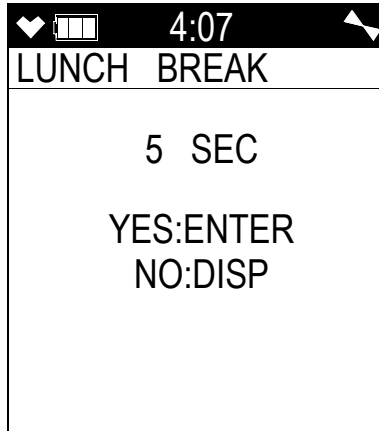 4:07
LUNCH BREAK
5 SEC
YES:ENTER
NO:DISP